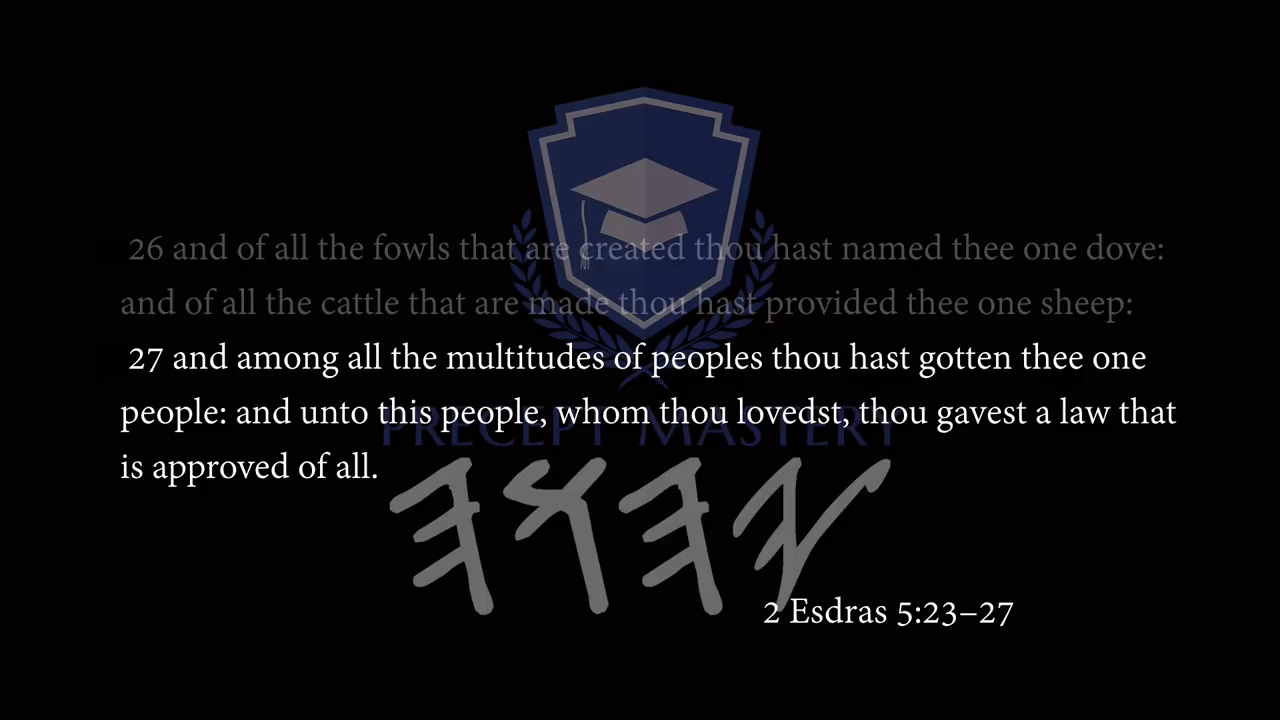 26 and of all the fowls that are created thou hast named thee one dove:
and of all the cattle that are made thou hast provided thee one sheep:
27 and among all the multitudes of peoples thou hast gotten thee one
people: and unto this people, whom thou lovedst, thou gavest a law that
PRECEPT MASTERY
is approved of all.
𐤉𐤄𐤅𐤄
2 Esdras 5:23–27